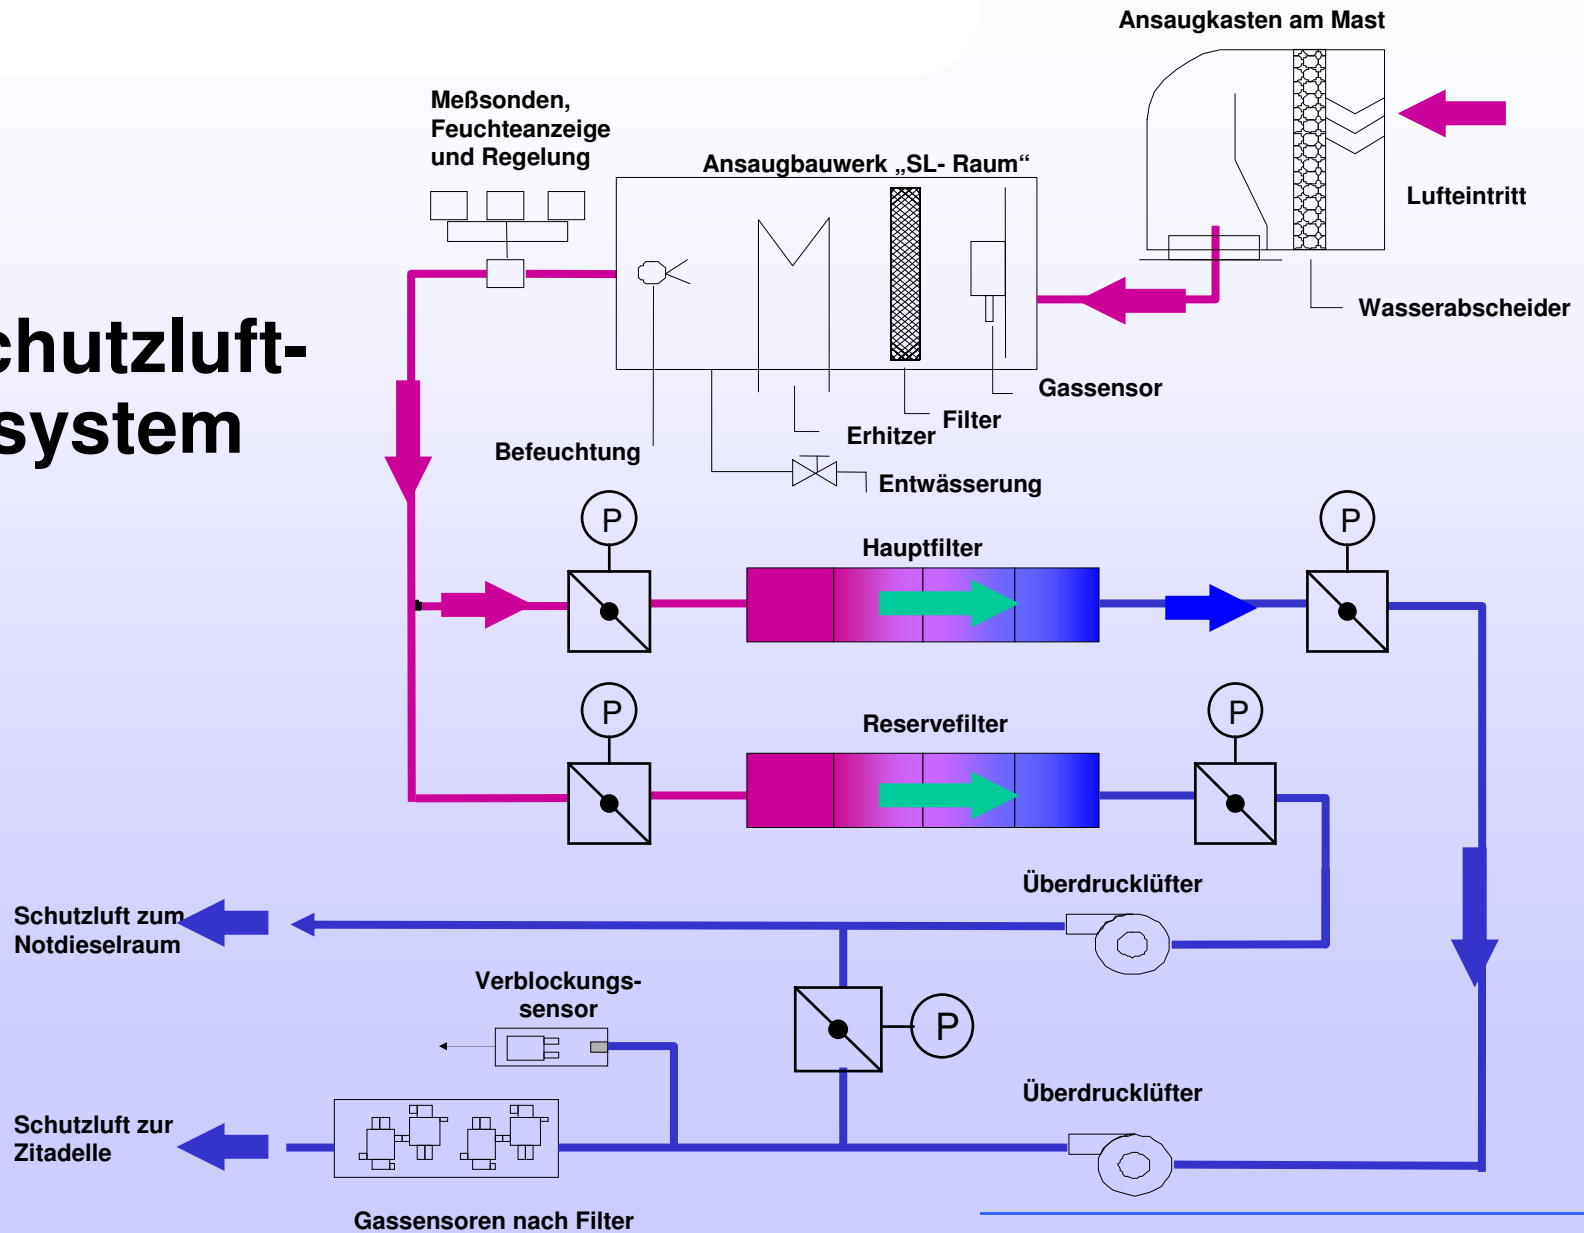 Ansaugkasten am Mast
Meßsonden,
Feuchteanzeige
und Regelung
Ansaugbauwerk „SL- Raum“
Lufteintritt
Wasserabscheider
chutzluft-
system
Gassensor
Filter
Erhitzer
Befeuchtung
Entwässerung
P
P
Hauptfilter
P
P
Reservefilter
Überdrucklüfter
Schutzluft zum
Notdieselraum
Verblockungs-
sensor
P
Überdrucklüfter
Schutzluft zur
Zitadelle
Gassensoren nach Filter